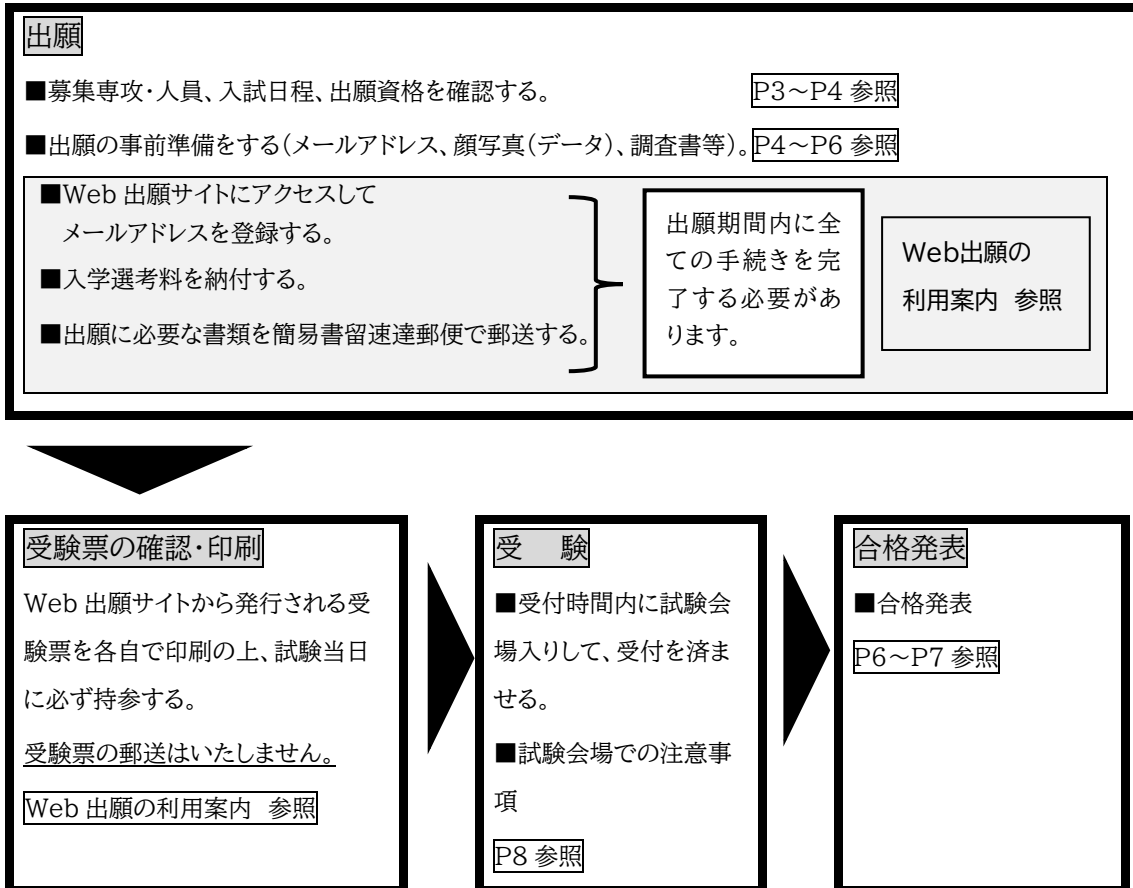 出願
■募集専攻・人員、入試日程、出願資格を確認する。 P3～P4 参照
■出願の事前準備をする(メールアドレス、顔写真(データ)、調査書等)。P4～P6 参照
■Web 出願サイトにアクセスして
メールアドレスを登録する。
■入学選考料を納付する。
■出願に必要な書類を簡易書留速達郵便で郵送する。
出願期間内に全
ての手続きを完
了する必要があ
ります。
Web出願の
利用案内 参照
受験票の確認・印刷
Web 出願サイトから発行される受
験票を各自で印刷の上、試験当日
に必ず持参する。
受験票の郵送はいたしません。
Web 出願の利用案内 参照
受 験
■受付時間内に試験会
場入りして、受付を済ま
せる。
■試験会場での注意事
項
P8 参照
合格発表
■合格発表
P6～P7 参照